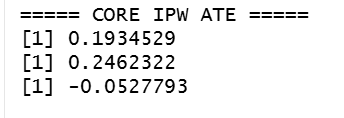 ===== CORE IPW ATE =====
[1] 0.1934529
[1] 0.2462322
[1] -0.0527793